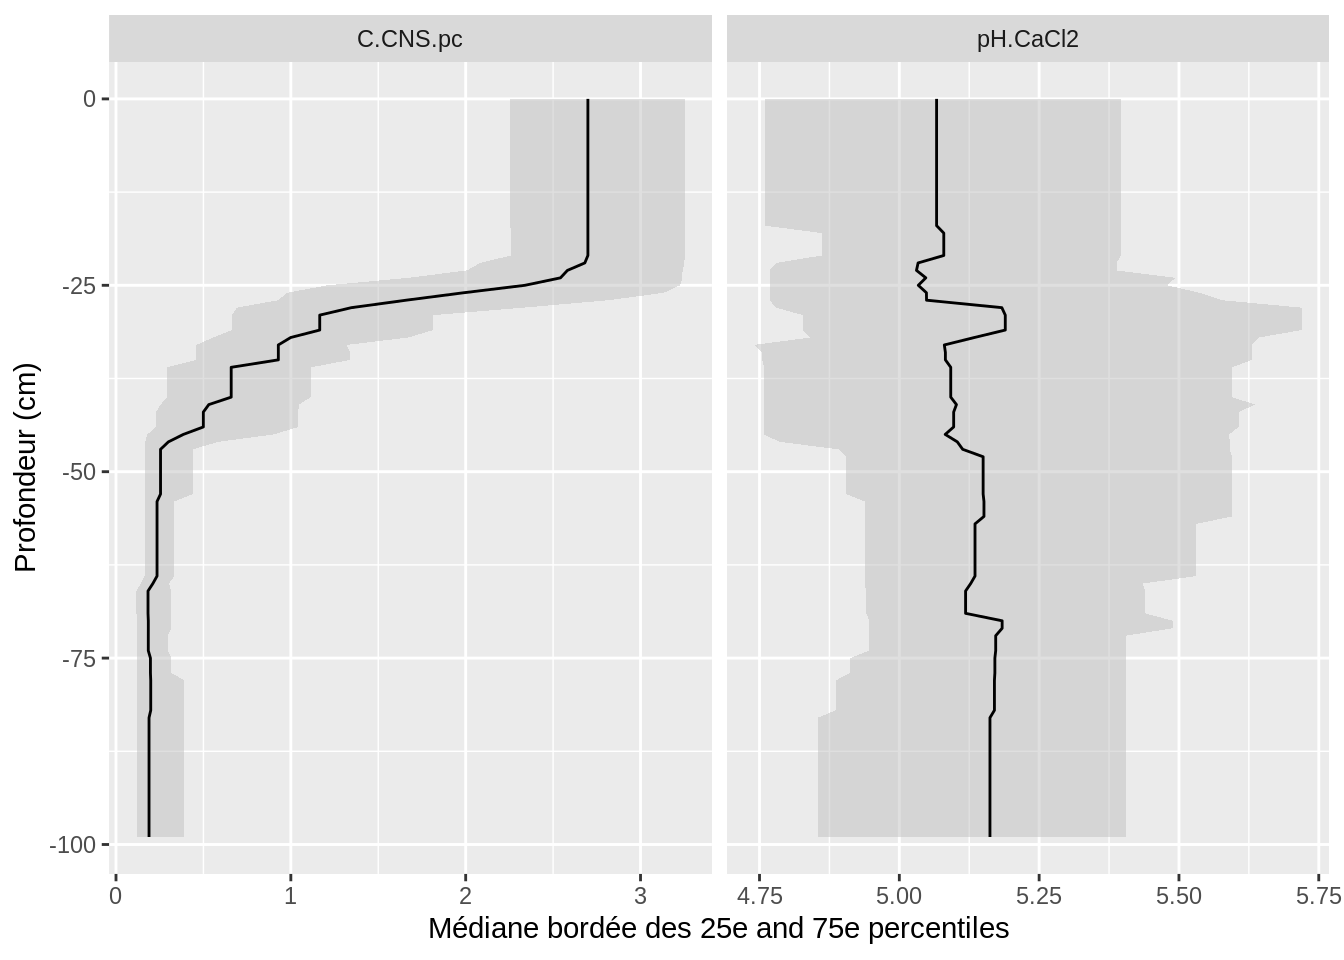 C.CNS.pc
pH.CaCl2
0
-25
-50
-75
-100
Profondeur (cm)
0 1 2 3
4.75 5.00 5.25 5.50 5.75
Médiane bordée des 25e and 75e percentiles